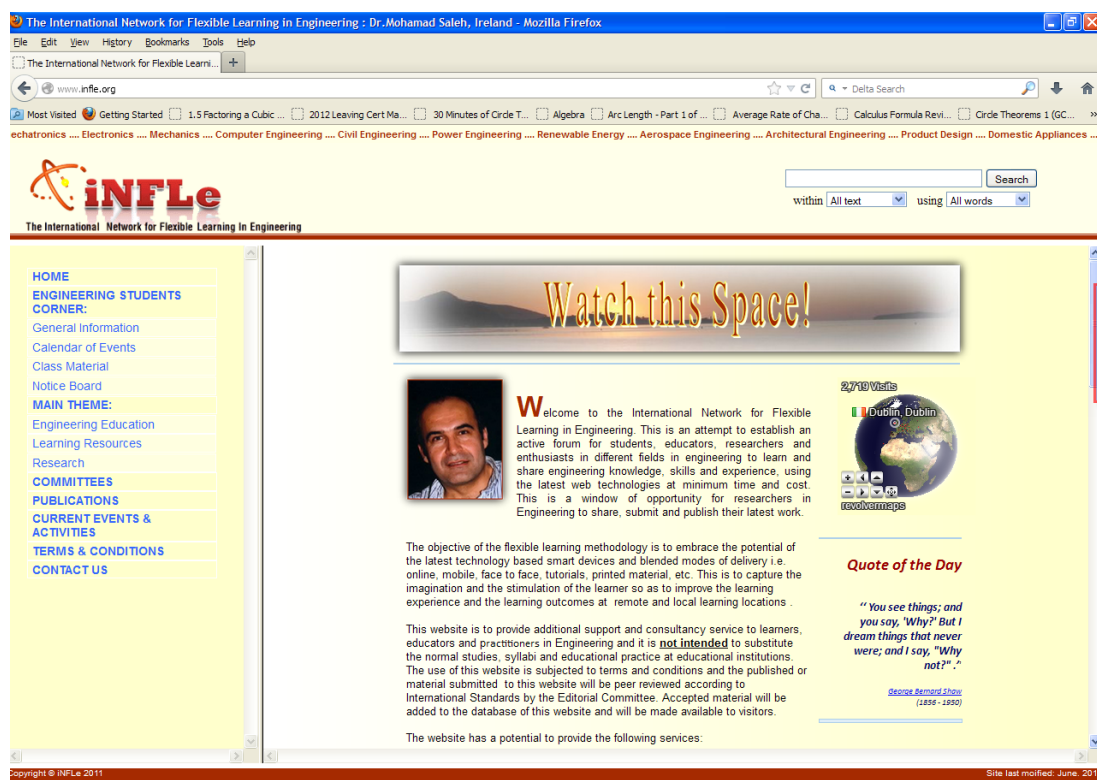 The International Network for Flexible Learning in Engineering : Dr.Mohamad Saleh, Ireland - Mozilla Firefox
File Edit View History Bookmarks Tools Help
The International Network for Flexible Learni...
www.infle.org
Delta Search
Most Visited Getting Started 1.5 Factoring a Cubic ... 2012 Leaving Cert Ma... 30 Minutes of Circle T... Algebra Arc Length - Part 1 of ... Average Rate of Cha... Calculus Formula Revi... Circle Theorems 1 (GC...
echatronics .... Electronics .... Mechanics .... Computer Engineering .... Civil Engineering .... Power Engineering .... Renewable Energy .... Aerospace Engineering .... Architectural Engineering .... Product Design .... Domestic Appliances ...
iNFLe
The International Network for Flexible Learning In Engineering
Search
within All text using All words
HOME
ENGINEERING STUDENTS
CORNER:
General Information
Calendar of Events
Class Material
Notice Board
MAIN THEME:
Engineering Education
Learning Resources
Research
COMMITTEES
PUBLICATIONS
CURRENT EVENTS &
ACTIVITIES
TERMS & CONDITIONS
CONTACT US
Watch this Space!
Welcome to the International Network for Flexible
Learning in Engineering. This is an attempt to establish an
active forum for students, educators, researchers and
enthusiasts in different fields in engineering to learn and
share engineering knowledge, skills and experience, using
the latest web technologies at minimum time and cost.
This is a window of opportunity for researchers in
Engineering to share, submit and publish their latest work.
2,719 Visits
Dublin, Dublin
revolvermaps
The objective of the flexible learning methodology is to embrace the potential of
the latest technology based smart devices and blended modes of delivery i.e.
online, mobile, face to face, tutorials, printed material, etc. This is to capture the
imagination and the stimulation of the learner so as to improve the learning
experience and the learning outcomes at remote and local learning locations .
This website is to provide additional support and consultancy service to learners,
educators and practitioners in Engineering and it is not intended to substitute
the normal studies, syllabi and educational practice at educational institutions.
The use of this website is subjected to terms and conditions and the published or
material submitted to this website will be peer reviewed according to
International Standards by the Editorial Committee. Accepted material will be
added to the database of this website and will be made available to visitors.
The website has a potential to provide the following services:
Quote of the Day
‘‘ You see things; and
you say, 'Why?' But I
dream things that never
were; and I say, "Why
not?" .’’
George Bernard Shaw
(1856 - 1950)
Copyright © iNFLe 2011
Site last moified: June. 201